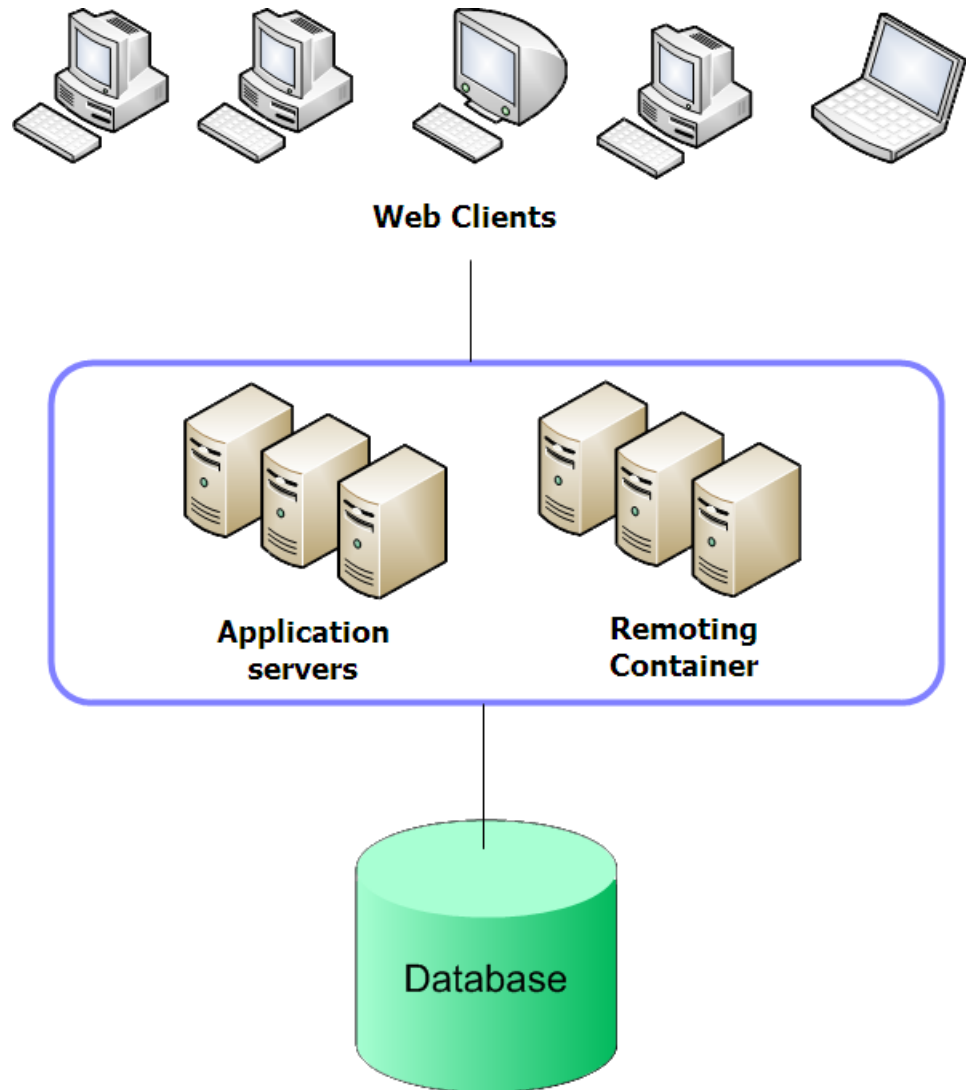 Web Clients
Application
servers
Remoting
Container
Database